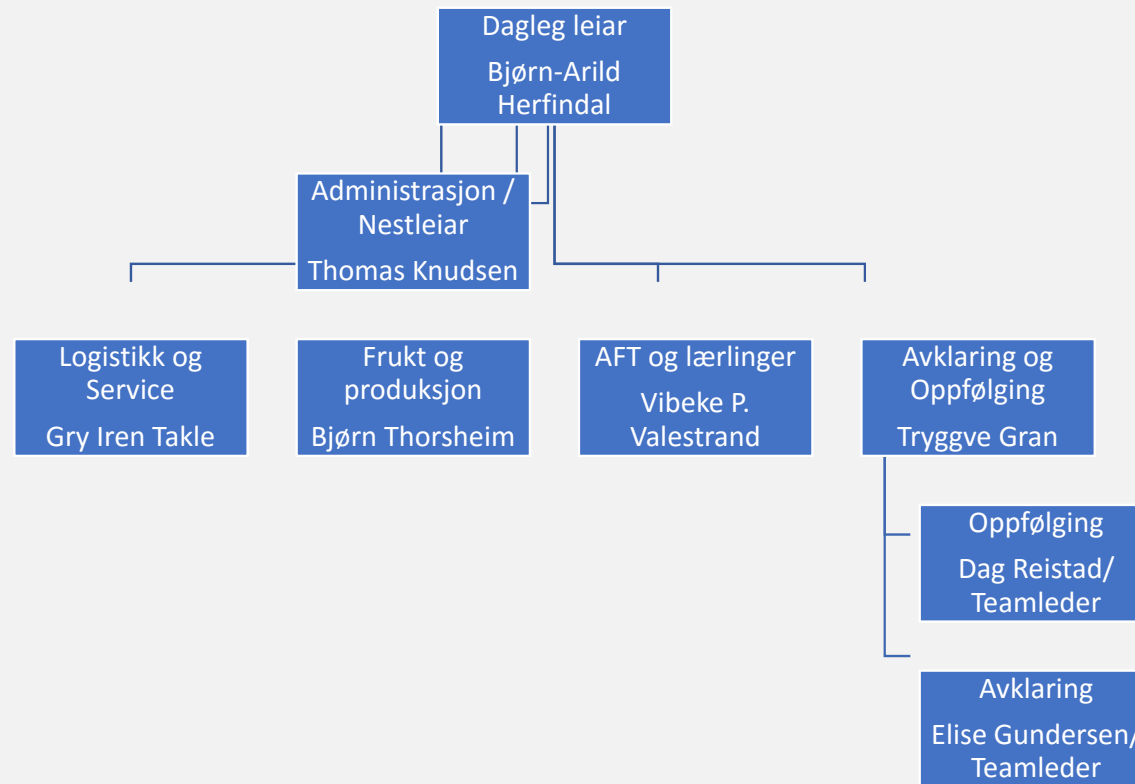 Dagleg leiar
Bjørn-Arild
Herfindal
Administrasjon /
Nestleiar
Thomas Knudsen
Logistikk og
Service
Gry Iren Takle
Frukt og
produksjon
Bjørn Thorsheim
AFT og lærlinger
Vibeke P.
Valestrand
Avklaring og
Oppfølging
Tryggve Gran
Oppfølging
Dag Reistad/
Teamleder
Avklaring
Elise Gundersen/
Teamleder